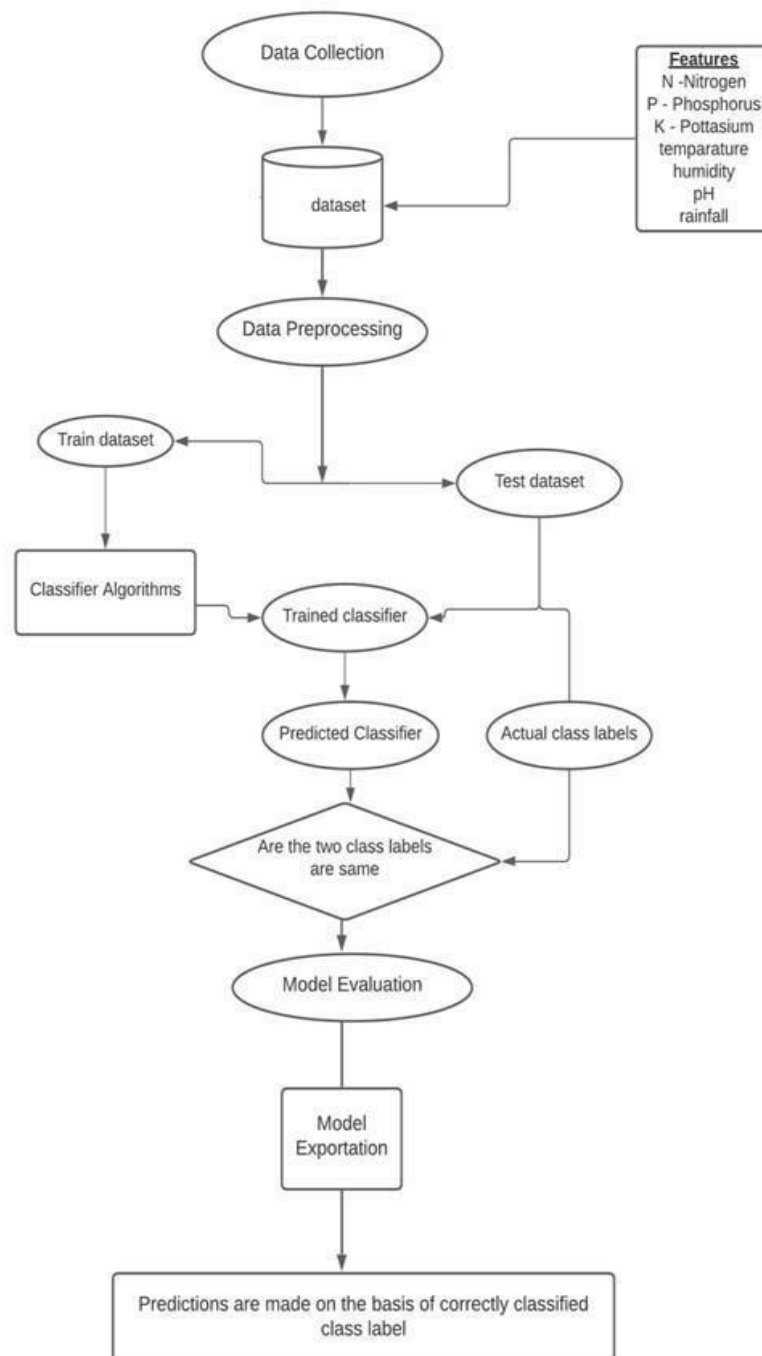 Data Collection
Features
N -Nitrogen
P - Phosphorus
K - Pottasium
temparature
humidity
pH
rainfall
dataset
Data Preprocessing
Train dataset
Test dataset
Classifier Algorithms
Trained classifier
Predicted Classifier
Actual class labels
Are the two class labels
are same
Model Evaluation
Model
Exportation
Predictions are made on the basis of correctly classified
class label